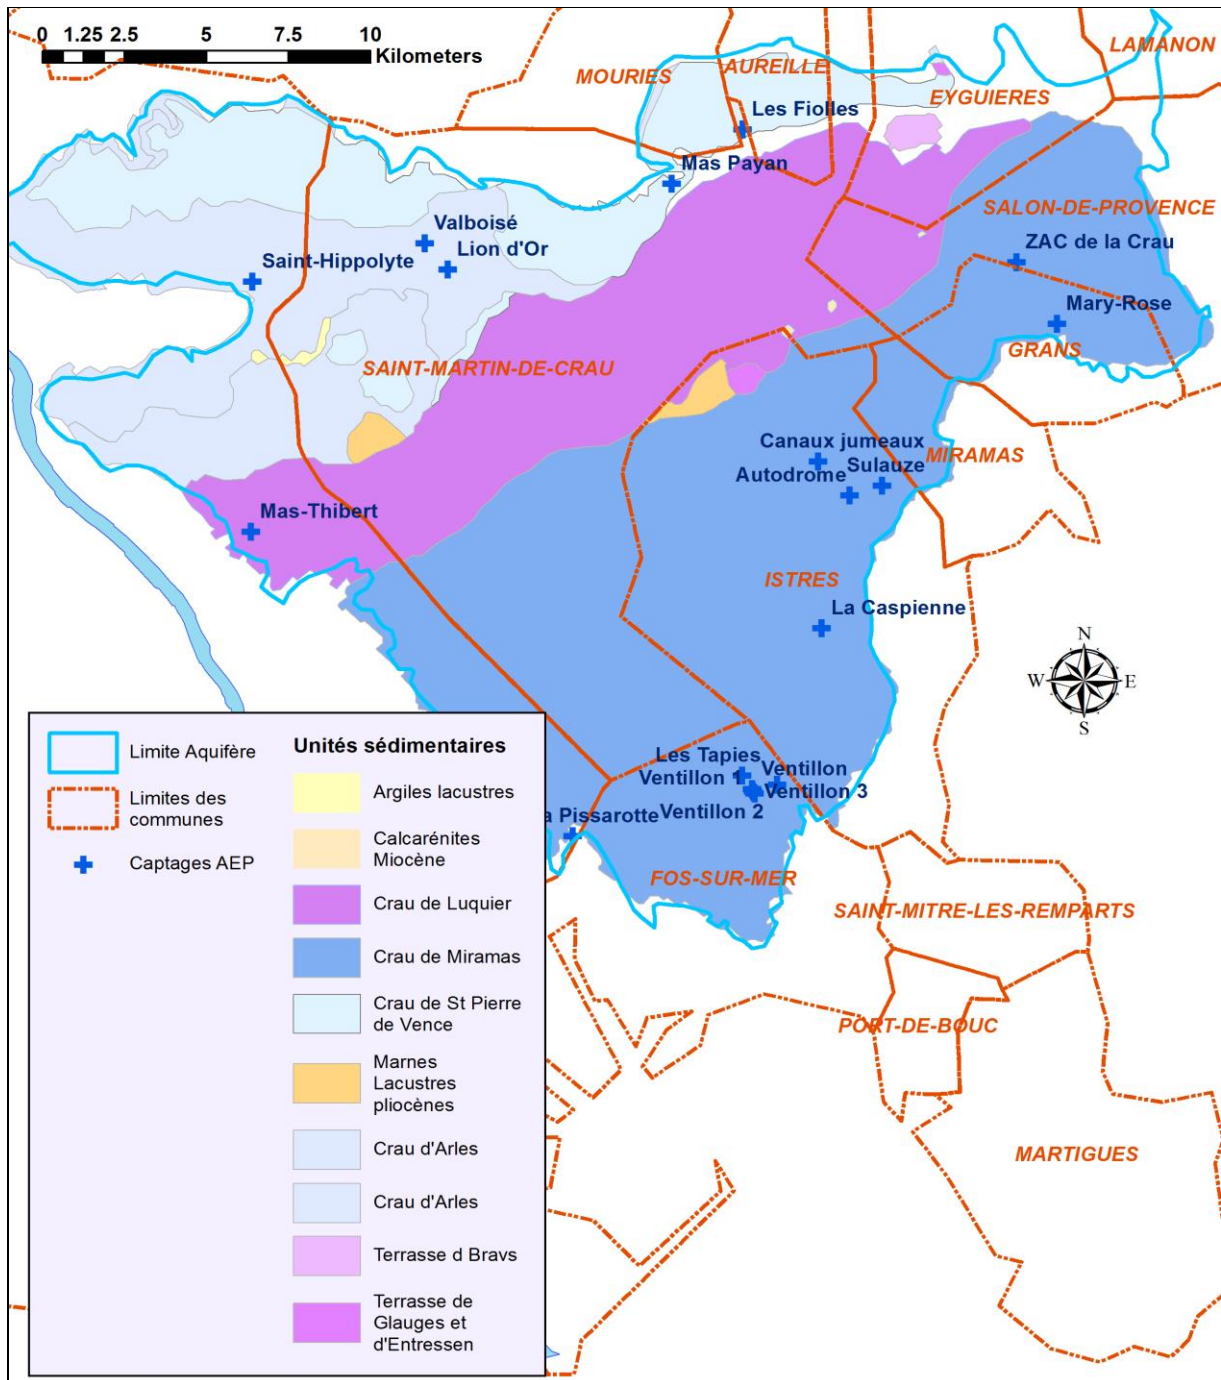 0 1.25 2.5 5 7.5 10
Kilometers
LAMANON
MOURIES
AUREILLE
EYGUIERES
Les Fiolles
Mas Payan
SALON-DE-PROVENCE
Valboisé
ZAC de la Crau
Lion d'Or
Saint-Hippolyte
Mary-Rose
GRANS
SAINT-MARTIN-DE-CRAU
Canaux jumeaux
MIRAMAS
Autodrome
Sulauze
Mas-Thibert
ISTRES
La Caspienne
N
W
E
S
Les Tapies
Ventillon
Ventillon 1
Ventillon 3
Ventillon 2
a Pissarotte
FOS-SUR-MER
SAINT-MITRE-LES-REMPARTS
PORT-DE-BOUC
MARTIGUES
Limite Aquifère
Limites des
communes
Captages AEP
Unités sédimentaires
Argiles lacustres
Calcarénites
Miocène
Crau de Luquier
Crau de Miramas
Crau de St Pierre
de Vence
Marnes
Lacustres
pliocènes
Crau d'Arles
Crau d'Arles
Terrasse d Bravs
Terrasse de
Glauges et
d'Entressen